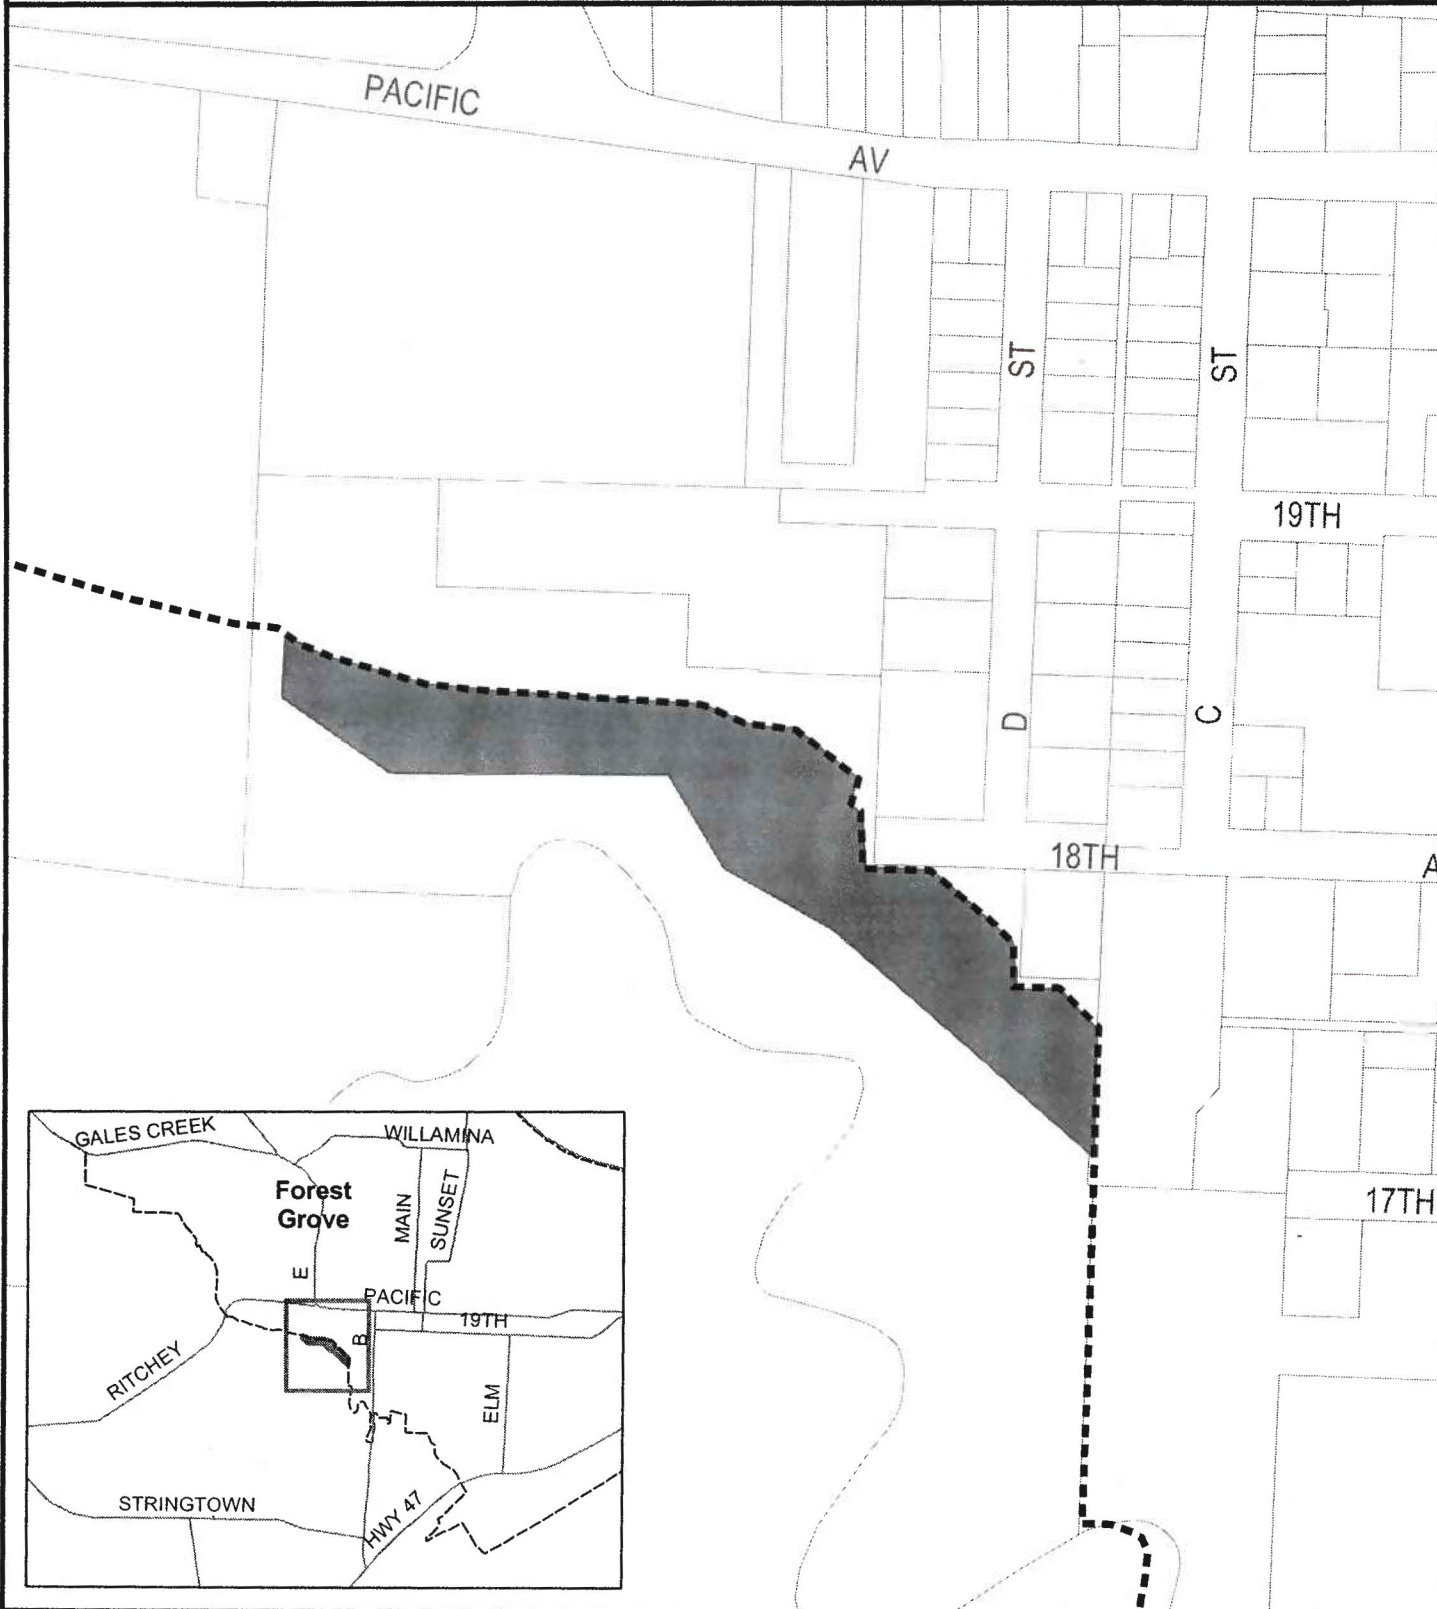 PACIFIC
AV
ST
ST
19TH
D
C
18TH
A
17TH
GALES CREEK
WILLAMINA
Forest
Grove
MAIN
SUNSET
E
PACIFIC
19TH
B
RITCHEY
ELM
STRINGTOWN
HWY 47